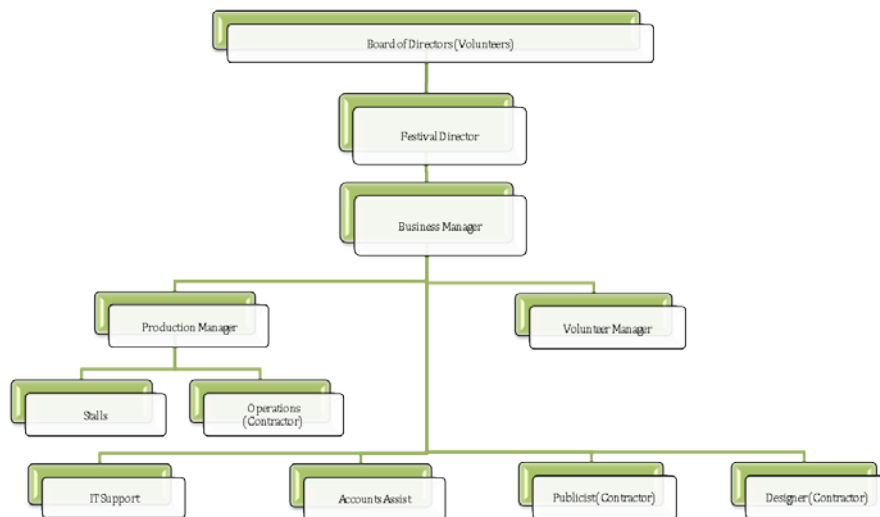 Board of Directors (Volunteers)
Festival Director
Business Manager
Production Manager
Volunteer Manager
Stalls
Operations
(Contractor)
IT Support
Accounts Assist
Publicist (Contractor)
Designer (Contractor)